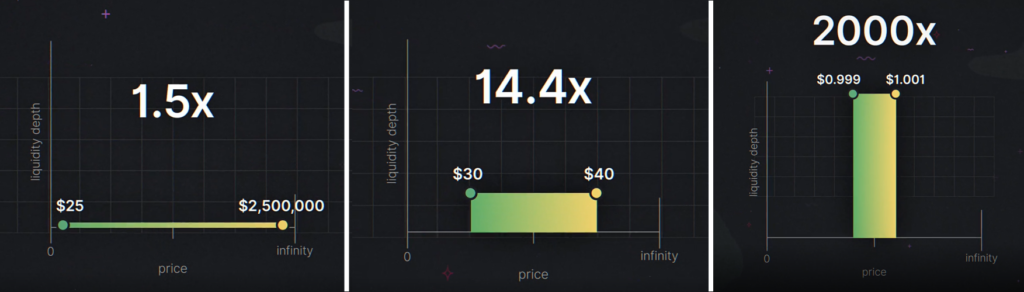 1.5x
liquidity depth
$25
$2,500,000
0
infinity
price
14.4x
liquidity depth
$30
$40
0
infinity
price
2000x
$0.999
$1.001
liquidity depth
0
infinity
price